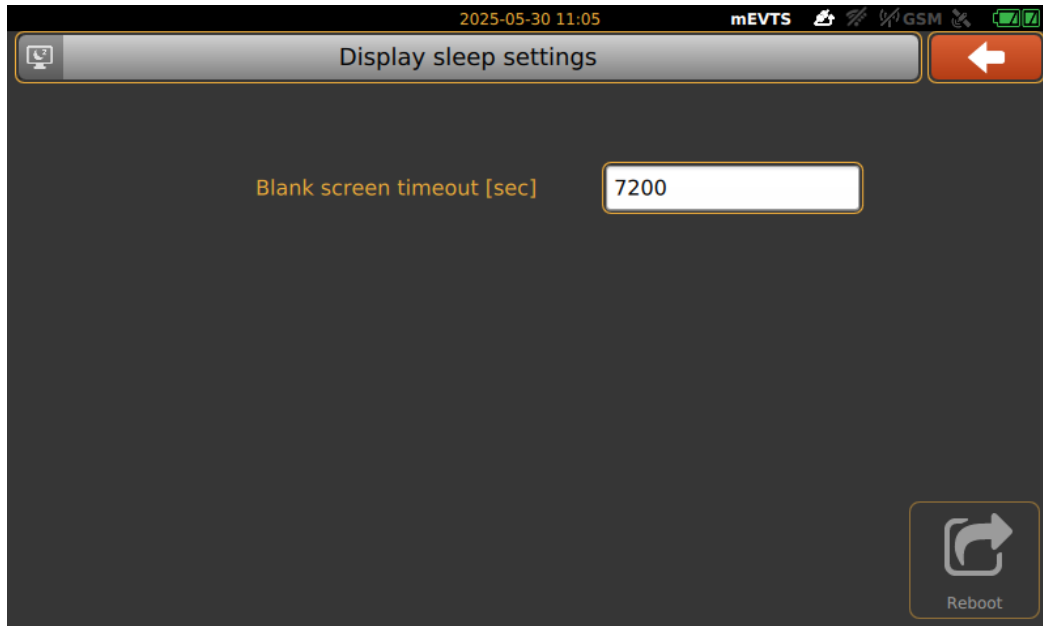 2025-05-30 11:05 mEVTS GSM
Display sleep settings
Blank screen timeout [sec] 7200
Reboot